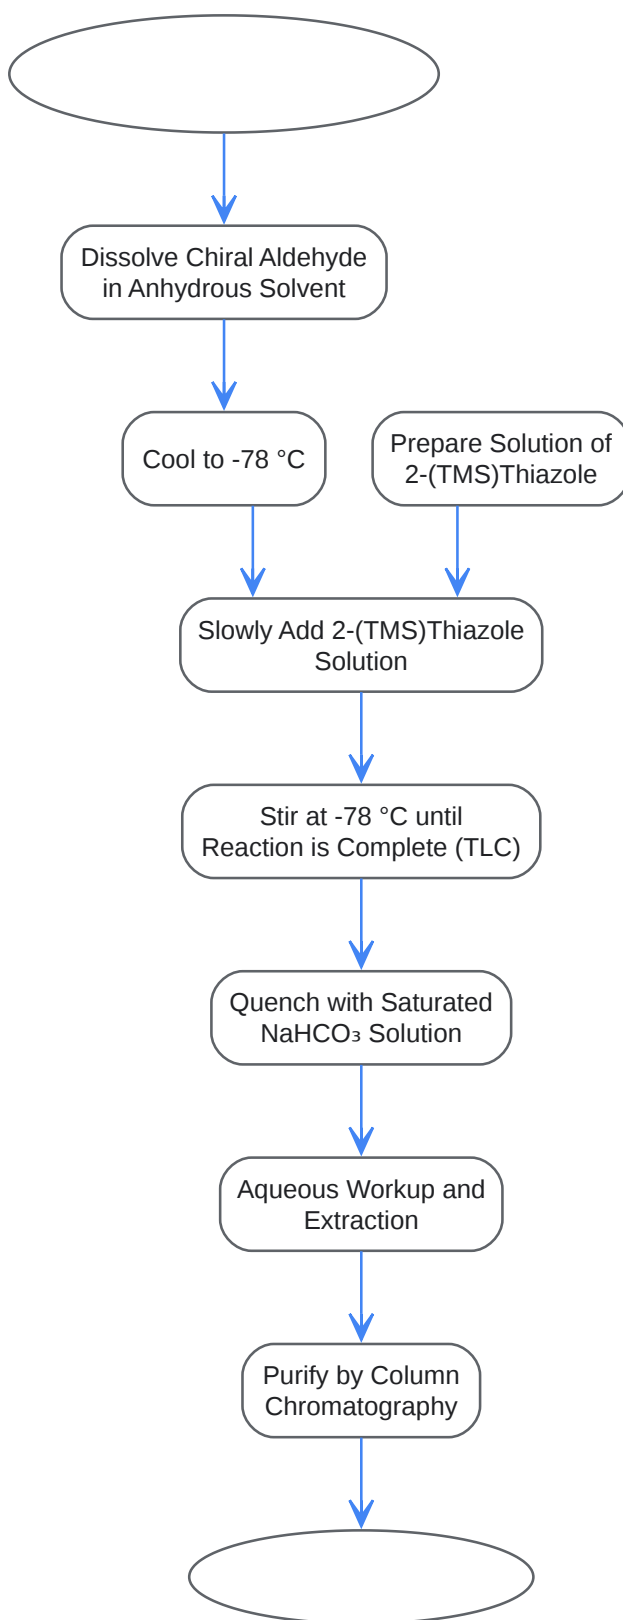 Dissolve Chiral Aldehyde
in Anhydrous Solvent
Cool to -78 °C
Prepare Solution of
2-(TMS)Thiazole
Slowly Add 2-(TMS)Thiazole
Solution
Stir at -78 °C until
Reaction is Complete (TLC)
Quench with Saturated
NaHCO₃ Solution
Aqueous Workup and
Extraction
Purify by Column
Chromatography